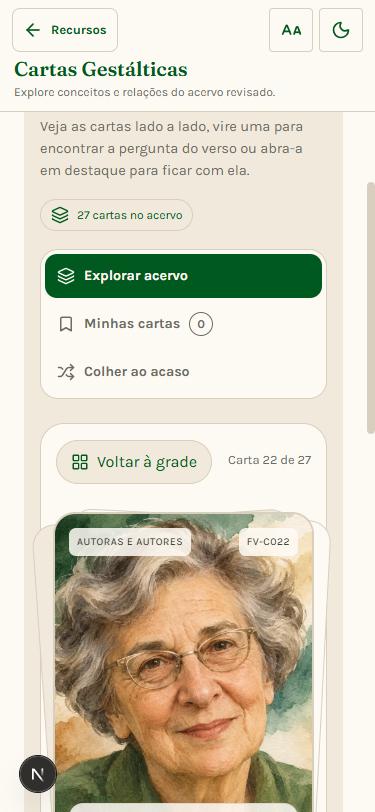 Recursos
Aᴀ
Cartas Gestálticas
Explore conceitos e relações do acervo revisado.
Veja as cartas lado a lado, vire uma para
encontrar a pergunta do verso ou abra-a
em destaque para ficar com ela.
27 cartas no acervo
Explorar acervo
Minhas cartas 0
Colher ao acaso
Voltar à grade
Carta 22 de 27
AUTORAS E AUTORES
FV-C022
N